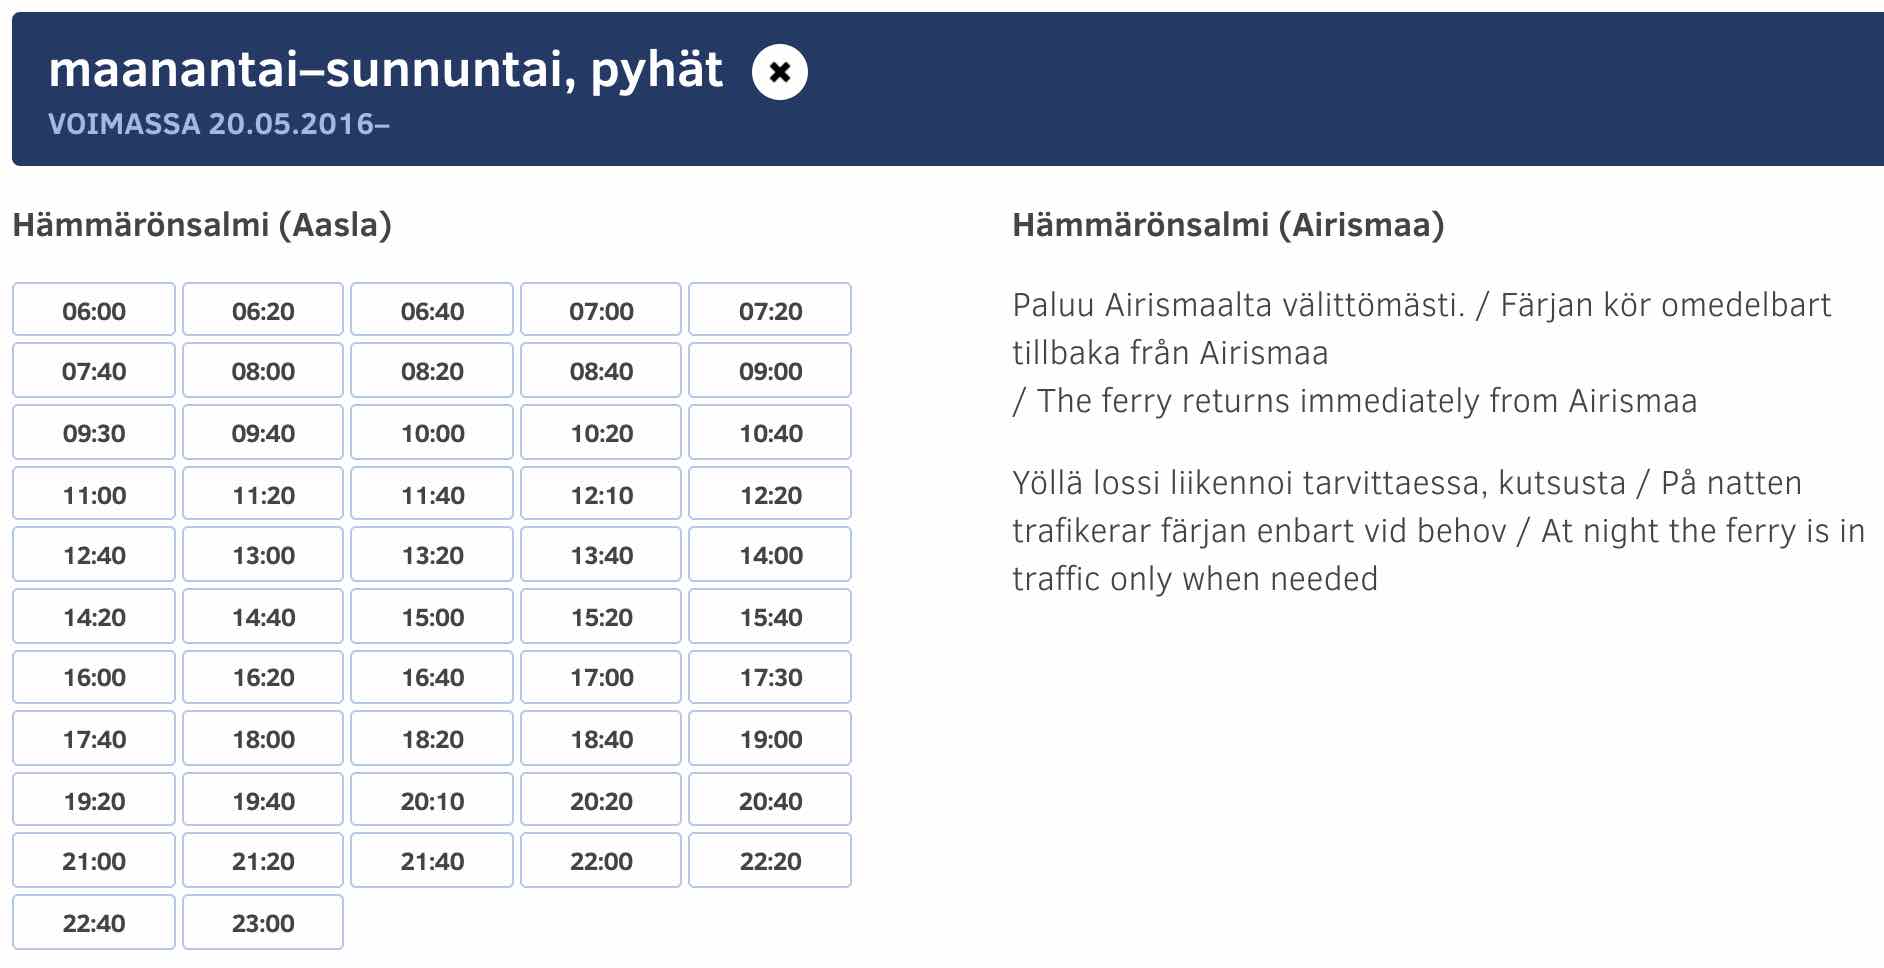 maanantai–sunnuntai, pyhät
VOIMASSA 20.05.2016–
Hämmärönsalmi (Aasla)
06:00 06:20 06:40 07:00 07:20
07:40 08:00 08:20 08:40 09:00
09:30 09:40 10:00 10:20 10:40
11:00 11:20 11:40 12:10 12:20
12:40 13:00 13:20 13:40 14:00
14:20 14:40 15:00 15:20 15:40
16:00 16:20 16:40 17:00 17:30
17:40 18:00 18:20 18:40 19:00
19:20 19:40 20:10 20:20 20:40
21:00 21:20 21:40 22:00 22:20
22:40 23:00
Hämmärönsalmi (Airismaa)
Paluu Airismaalta välittömästi. / Färjan kör omedelbart
tillbaka från Airismaa
/ The ferry returns immediately from Airismaa
Yöllä lossi liikennoi tarvittaessa, kutsusta / På natten
trafikerar färjan enbart vid behov / At night the ferry is in
traffic only when needed